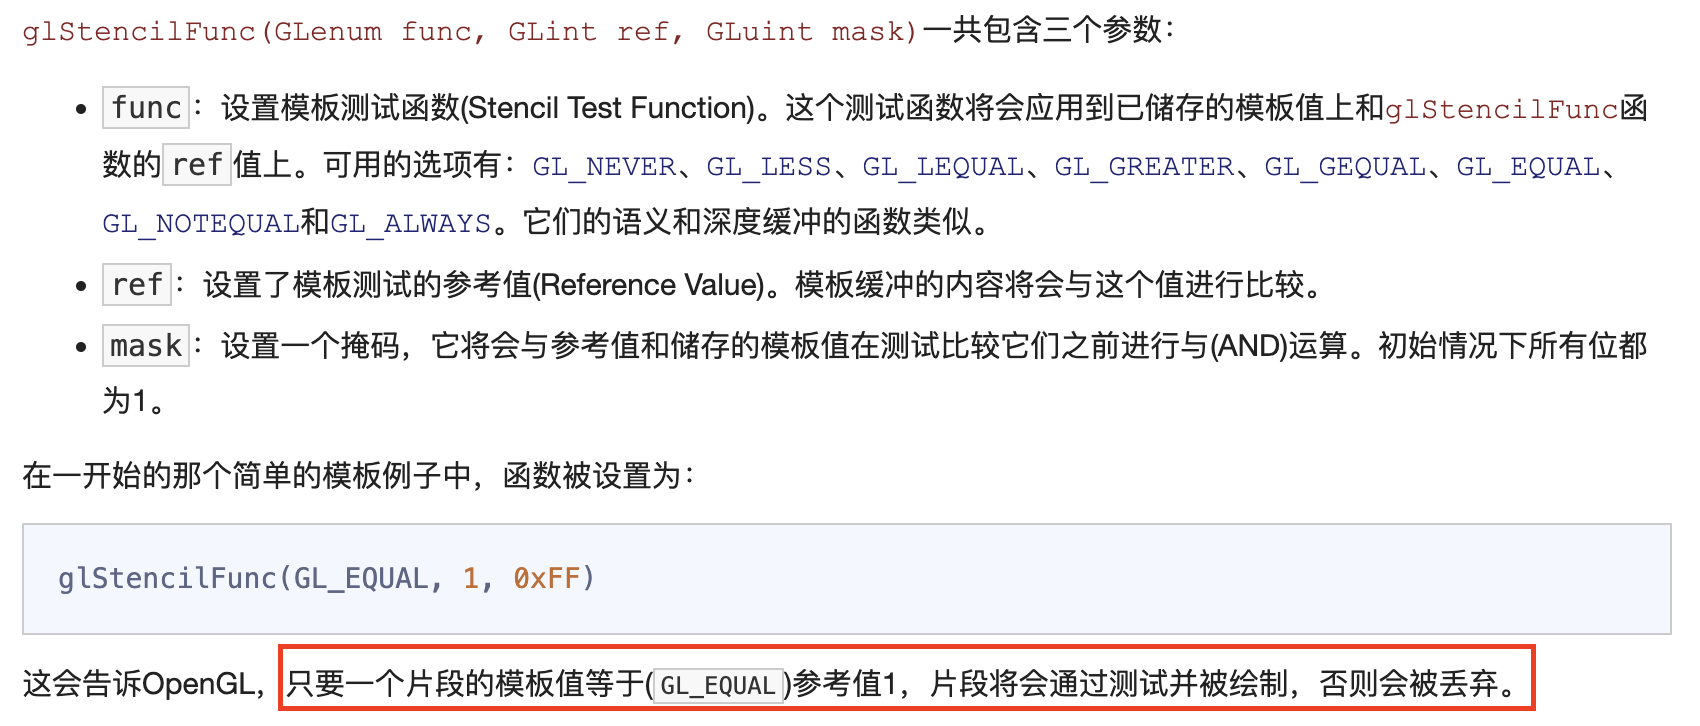 glStencilFunc(GLenum func, GLint ref, GLuint mask)一共包含三个参数：
• func：设置模板测试函数(Stencil Test Function)。这个测试函数将会应用到已储存的模板值上和glStencilFunc函
数的ref值上。可用的选项有：GL_NEVER、GL_LESS、GL_LEQUAL、GL_GREATER、GL_GEQUAL、GL_EQUAL、
GL_NOTEQUAL和GL_ALWAYS。它们的语义和深度缓冲的函数类似。
• ref：设置了模板测试的参考值(Reference Value)。模板缓冲的内容将会与这个值进行比较。
• mask：设置一个掩码，它将会与参考值和储存的模板值在测试比较它们之前进行与(AND)运算。初始情况下所有位都
为1。
在一开始的那个简单的模板例子中，函数被设置为：
glStencilFunc(GL_EQUAL, 1, 0xFF)
这会告诉OpenGL，只要一个片段的模板值等于(GL_EQUAL)参考值1，片段将会通过测试并被绘制，否则会被丢弃。